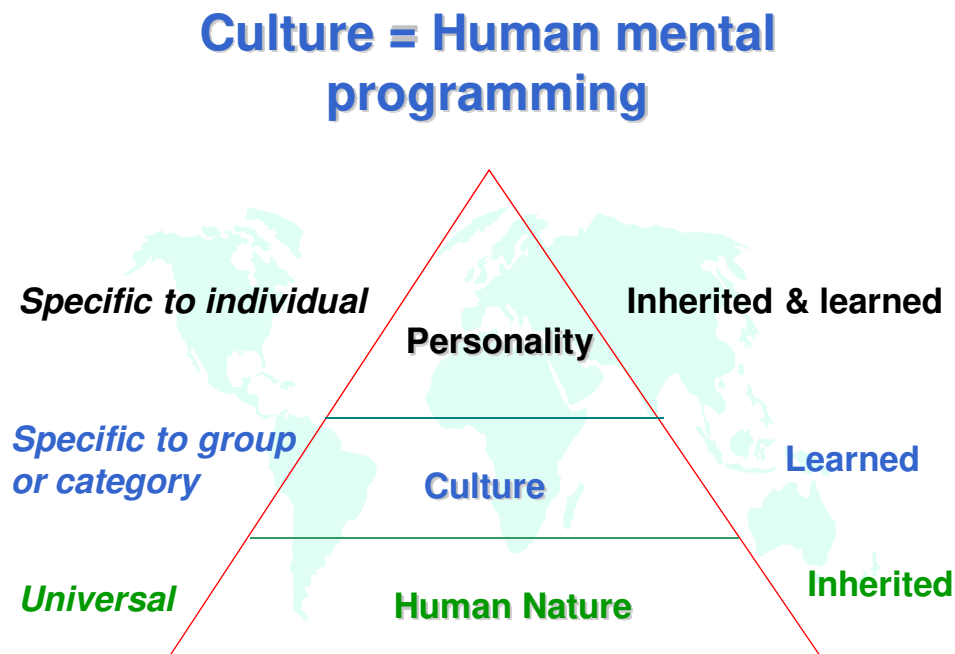 Culture = Human mental
programming
Specific to individual
Inherited & learned
Personality
Specific to group
or category
Learned
Culture
Universal
Inherited
Human Nature